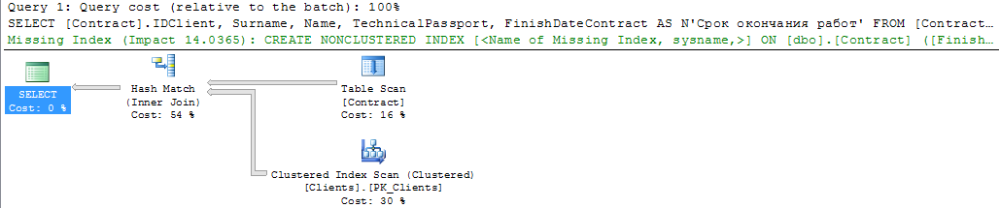 Query 1: Query cost (relative to the batch): 100%
SELECT [Contract].IDClient, Surname, Name, TechnicalPassport, FinishDateContract AS N'Срок окончания работ' FROM [Contract…
Missing Index (Impact 14.0365): CREATE NONCLUSTERED INDEX [<Name of Missing Index, sysname,>] ON [dbo].[Contract] ([Finish…
SELECT
Cost: 0 %
Hash Match
(Inner Join)
Cost: 54 %
Table Scan
[Contract]
Cost: 16 %
Clustered Index Scan (Clustered)
[Clients].[PK_Clients]
Cost: 30 %